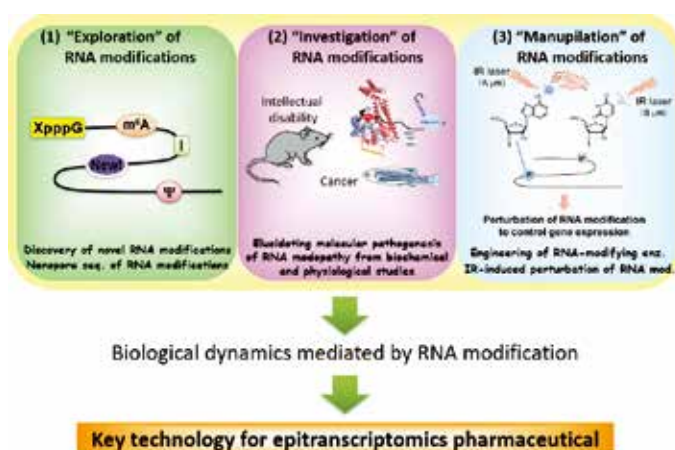 (1) "Exploration" of
RNA modifications
XpppG
m⁶A
I
New!
Ψ
Discovery of novel RNA modifications
Nanopore seq. of RNA modifications
(2) "Investigation" of
RNA modifications
Intellectual
disability
Cancer
Elucidating molecular pathogenesis
of RNA modopathy from biochemical
and physiological studies
(3) "Manupilation" of
RNA modifications
IR laser
IR laser
Perturbation of RNA modification
to control gene expression
Engineering of RNA-modifying enz.
IR-induced perturbation of RNA mod.
Biological dynamics mediated by RNA modification
Key technology for epitranscriptomics pharmaceutical